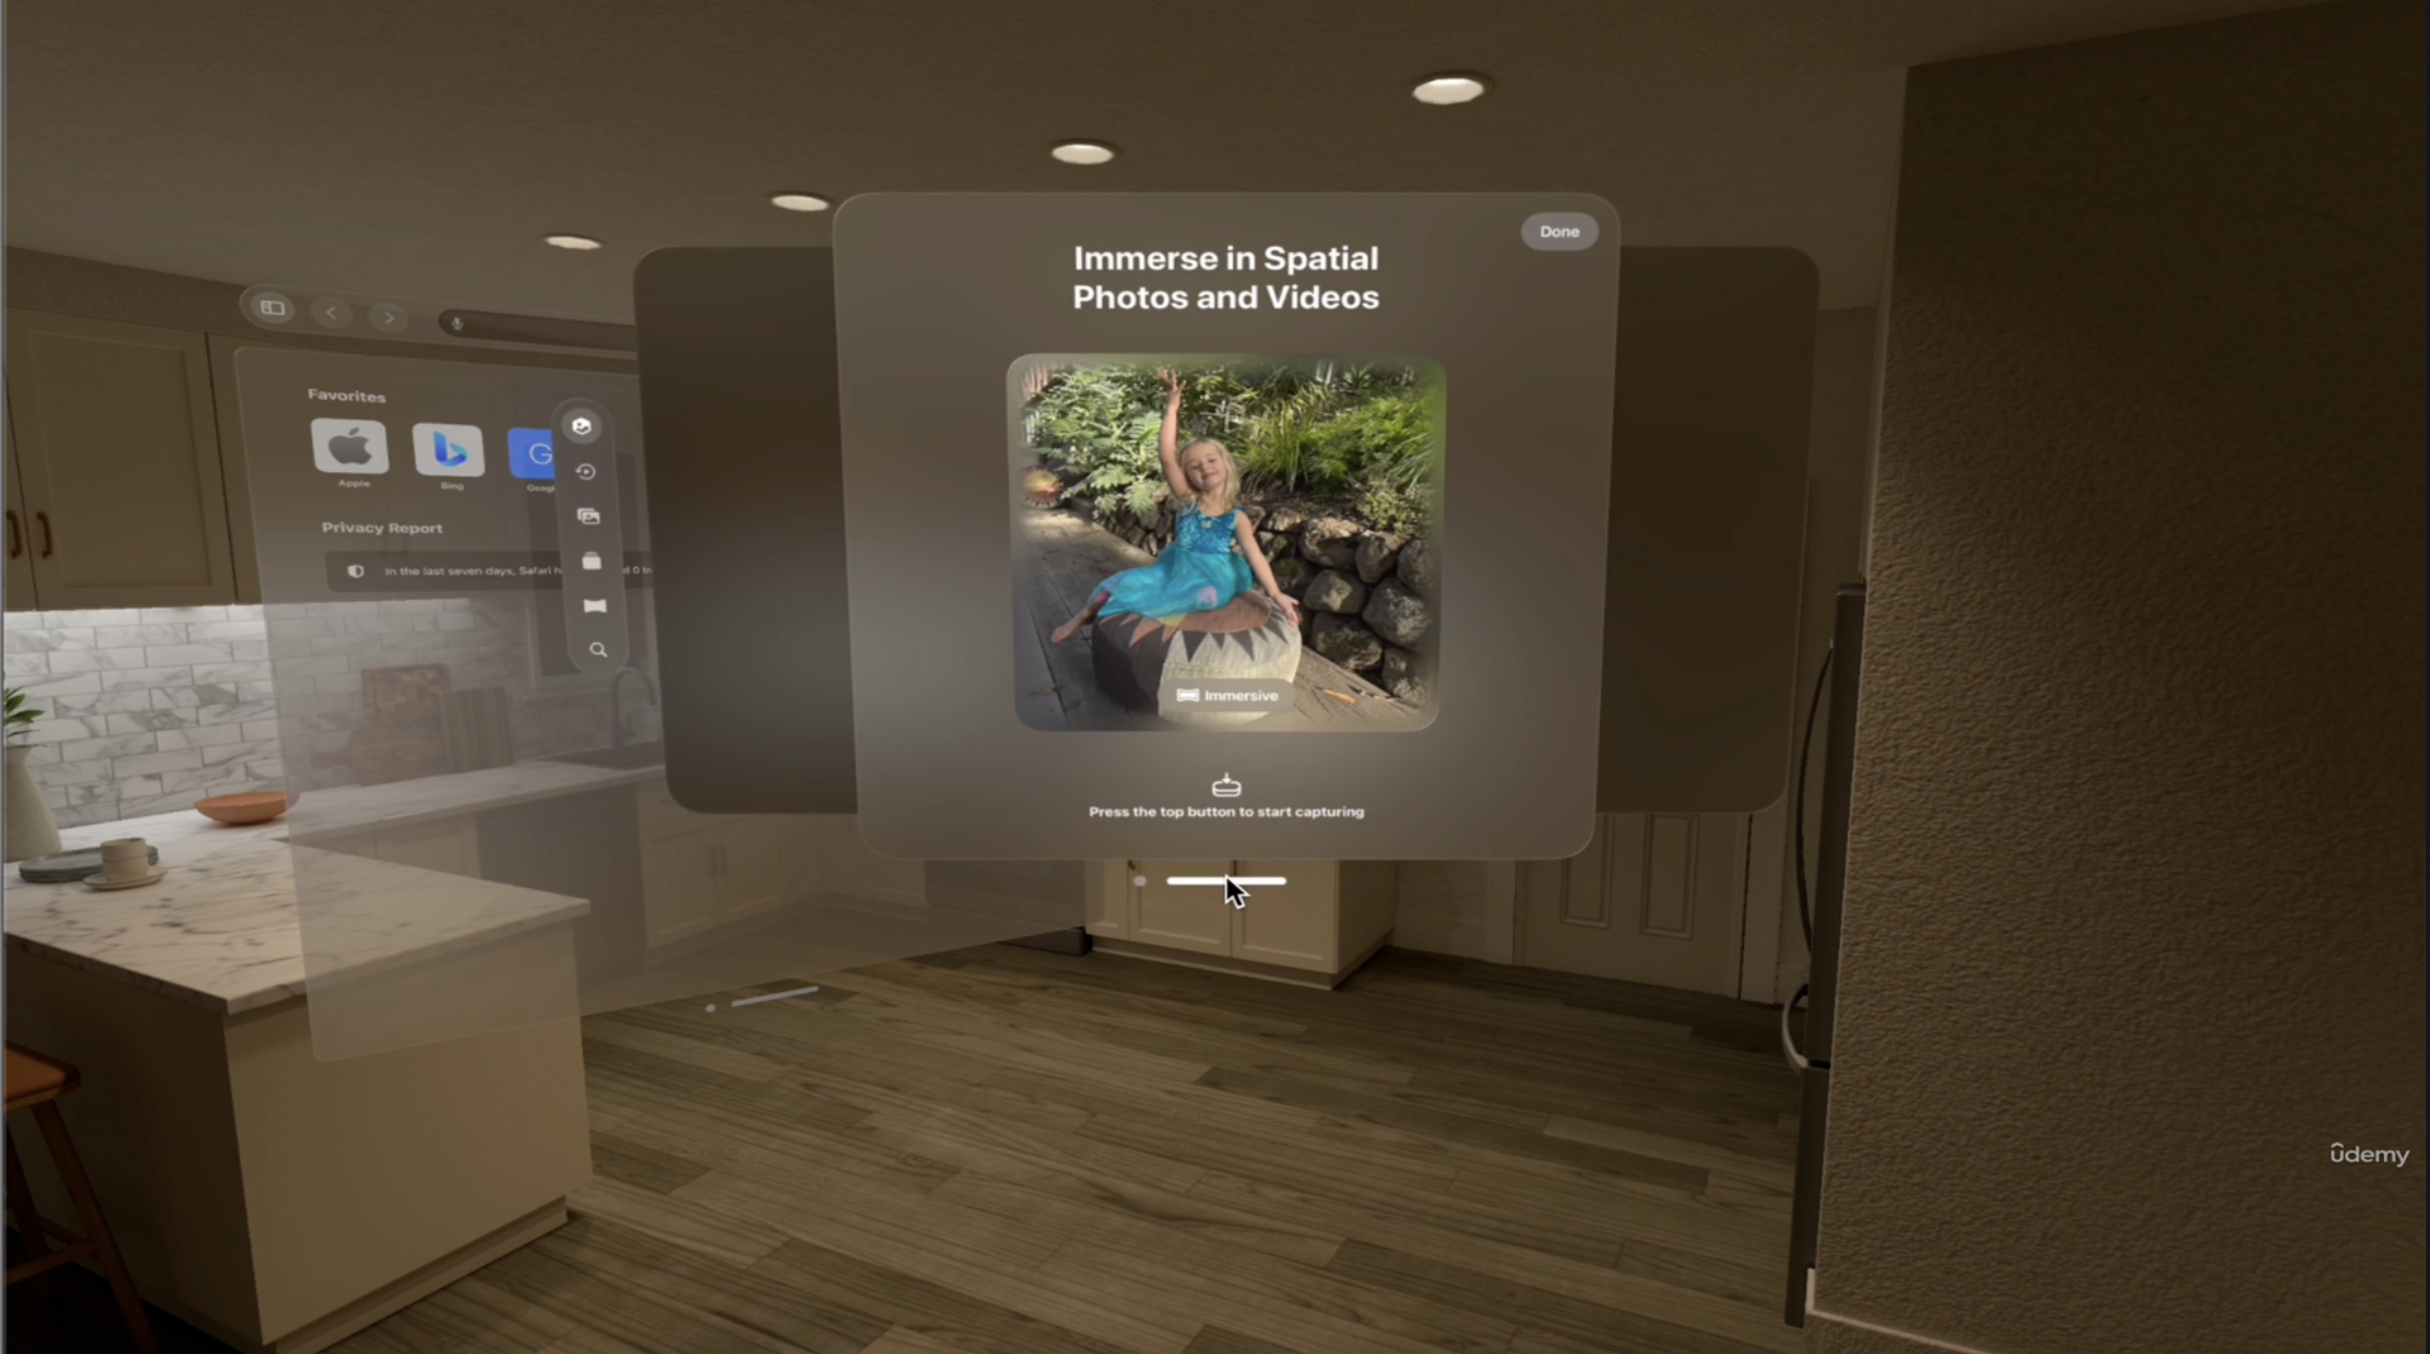 Done
Immerse in Spatial
Photos and Videos
Favorites
Apple
Bing
Privacy Report
In the last seven days, Safari
Immersive
Press the top button to start capturing
ûdemy